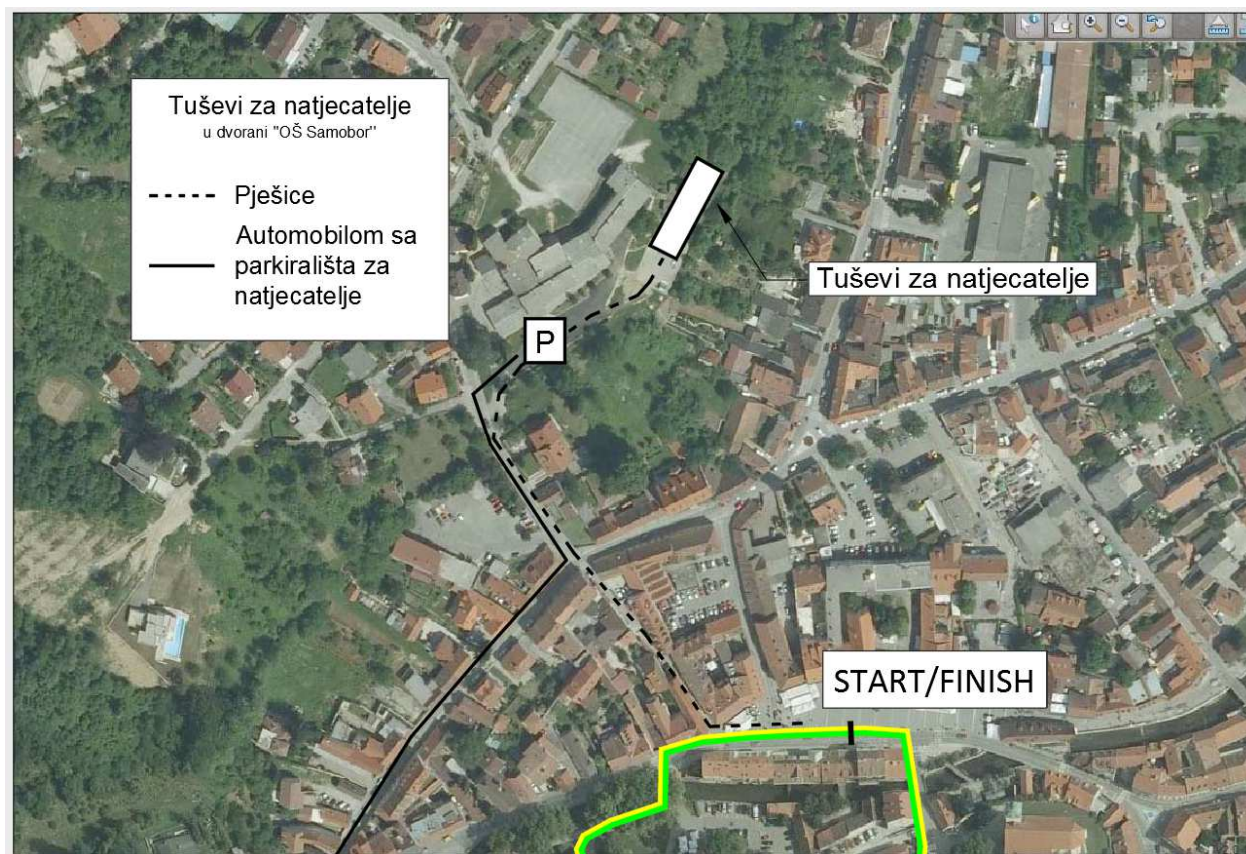 Tuševi za natjecatelje
u dvorani "OŠ Samobor"
Pješice
Automobilom sa
parkirališta za
natjecatelje
Tuševi za natjecatelje
P
START/FINISH